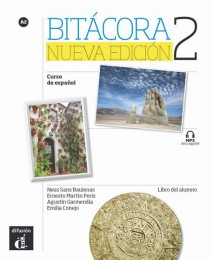 A2
BITÁCORA
NUEVA EDICIÓN 2
Curso
de español
MP3
descargable
Neus Sans Baulenas
Ernesto Martín Peris
Agustín Garmendia
Emilia Conejo
Libro del alumno
difusión